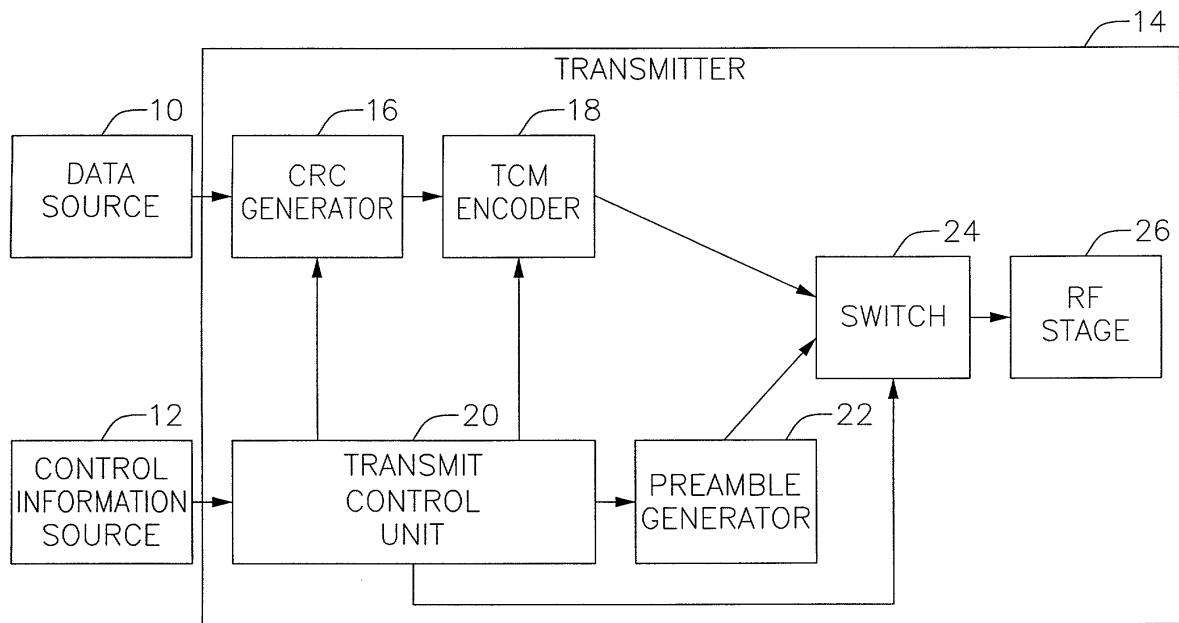 14
TRANSMITTER
10
16
18
DATA
SOURCE
CRC
GENERATOR
TCM
ENCODER
24
26
SWITCH
RF
STAGE
12
20
22
CONTROL
INFORMATION
SOURCE
TRANSMIT
CONTROL
UNIT
PREAMBLE
GENERATOR